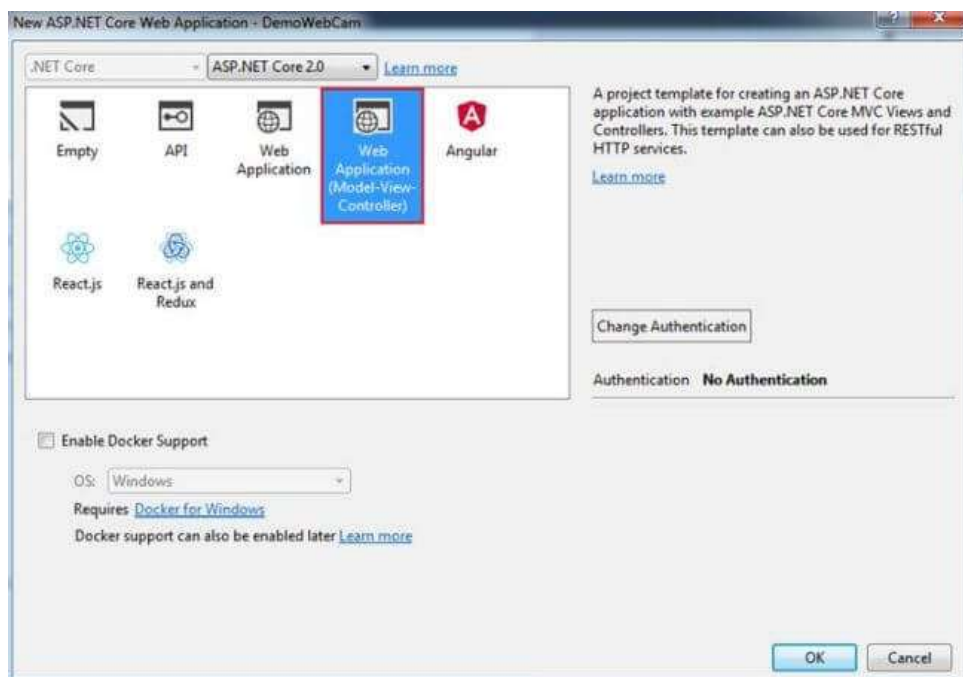 New ASP.NET Core Web Application - DemoWebCam
? x
.NET Core
ASP.NET Core 2.0
Learn more
Empty
API
Web
Application
Web
Application
(Model-View-
Controller)
Angular
React.js
React.js and
Redux
A project template for creating an ASP.NET Core
application with example ASP.NET Core MVC Views and
Controllers. This template can also be used for RESTful
HTTP services.
Learn more
Change Authentication
Authentication No Authentication
Enable Docker Support
OS: Windows
Requires Docker for Windows
Docker support can also be enabled later Learn more
OK
Cancel